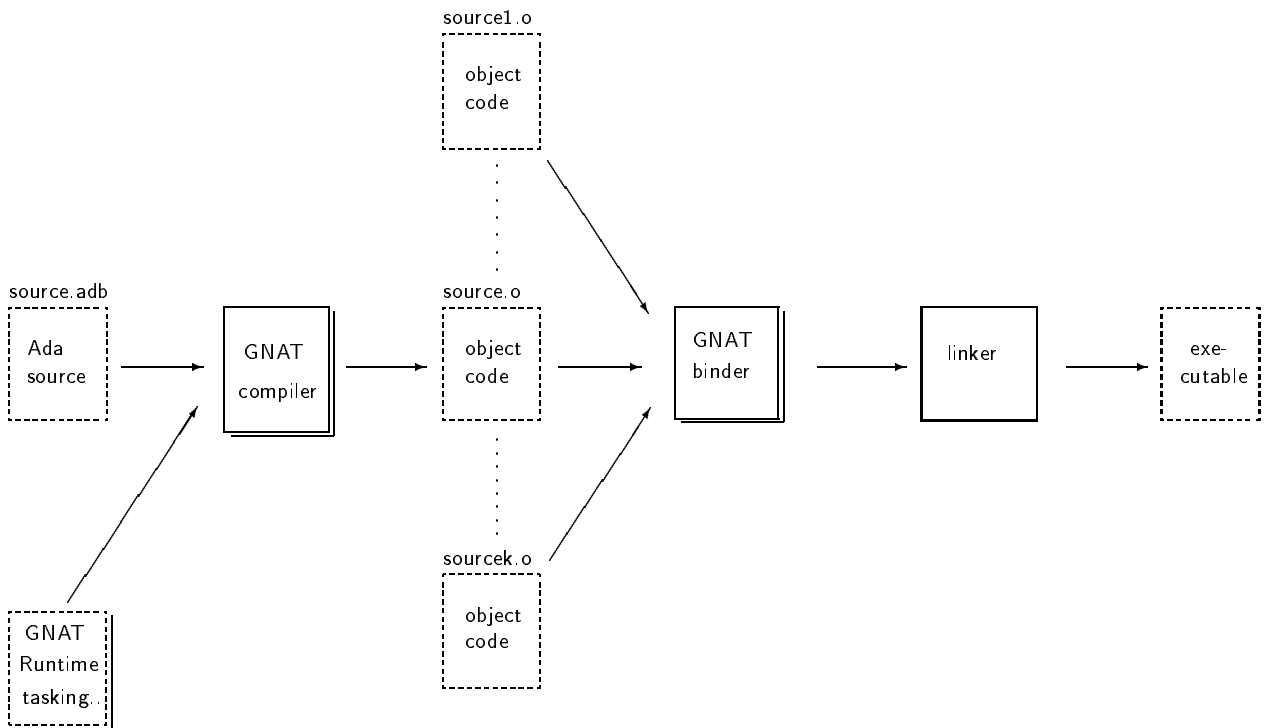 source1.o
object
code
source.adb
Ada
source
GNAT
compiler
source.o
object
code
GNAT
binder
linker
exe-
cutable
sourcek.o
object
code
GNAT
Runtime
tasking..